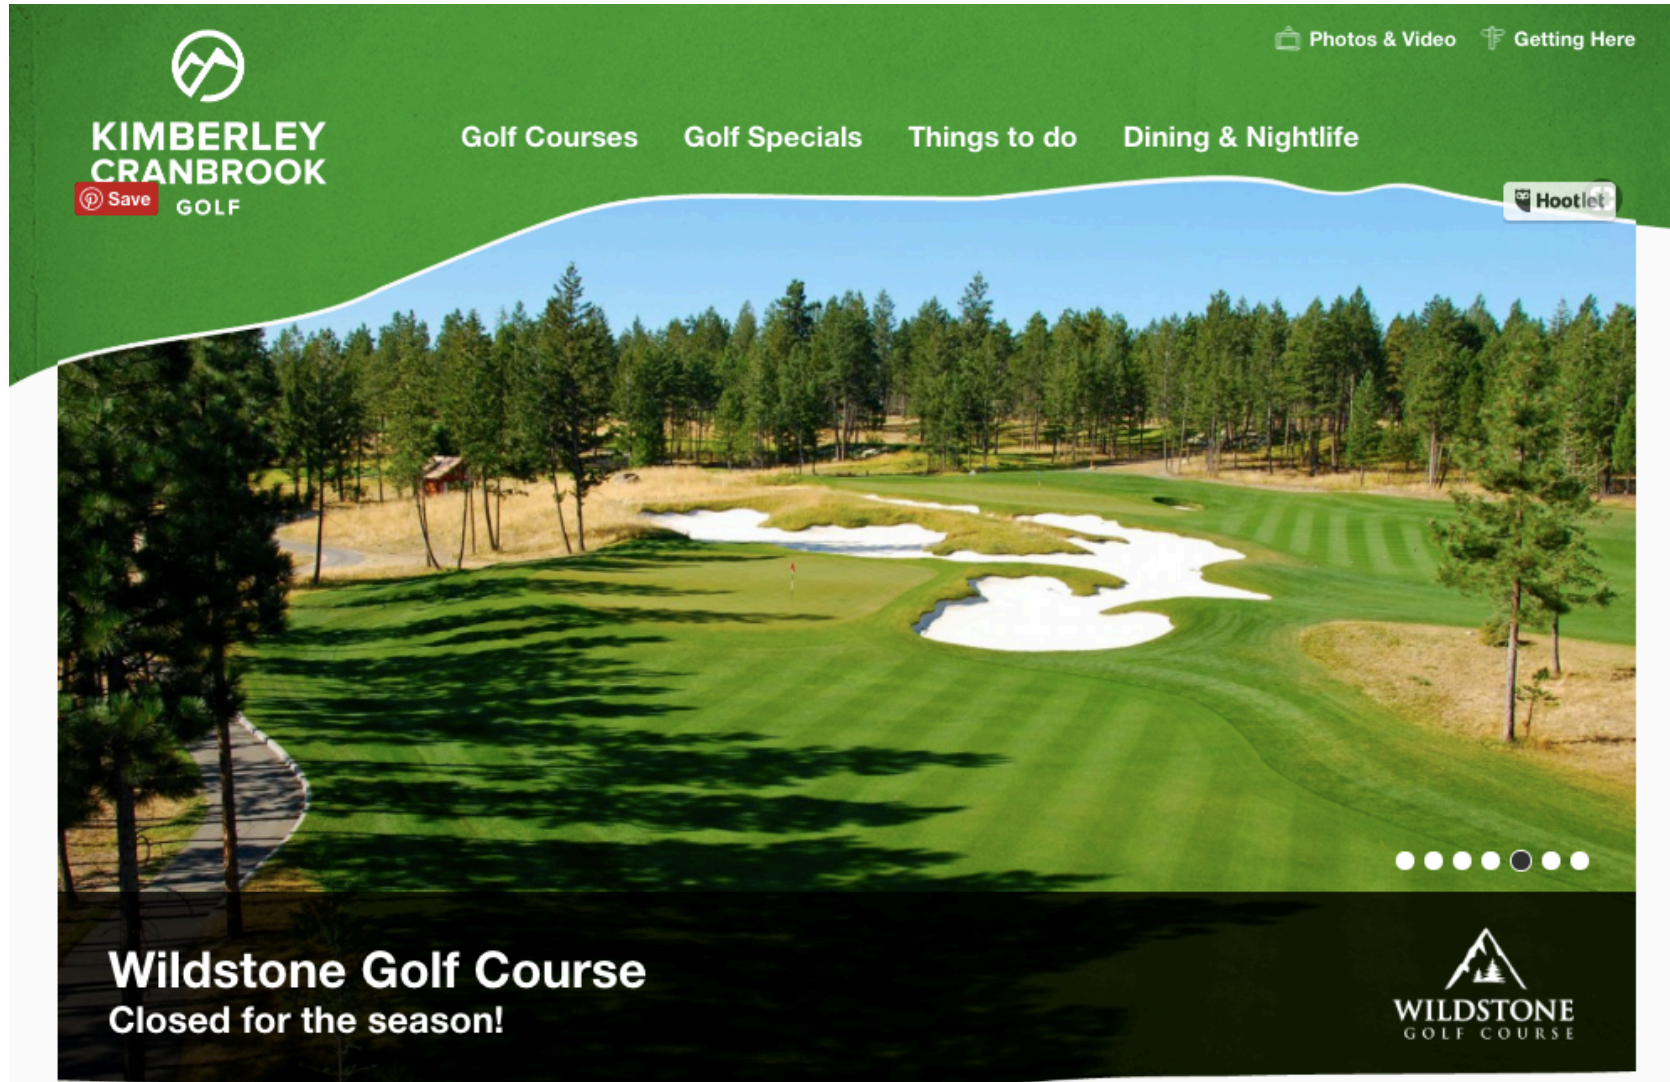 Photos & Video
Getting Here
KIMBERLEY
CRANBROOK
GOLF
Golf Courses
Golf Specials
Things to do
Dining & Nightlife
Save
Hootlet
Wildstone Golf Course
Closed for the season!
WILDSTONE
GOLF COURSE